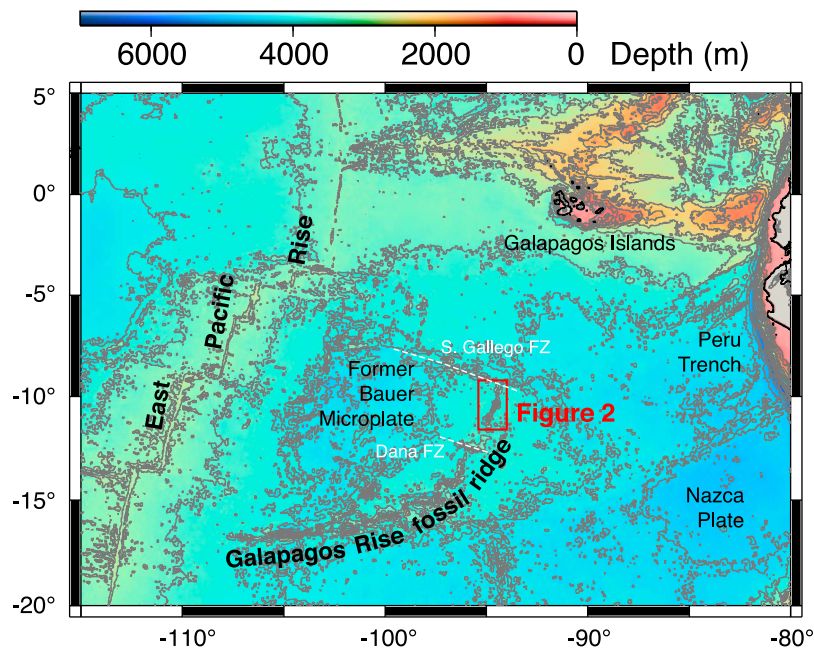 6000 4000 2000 0 Depth (m)
5°
0°
-5°
-10°
-15°
-20°
-110° -100° -90° -80°
East Pacific Rise
Galapagos Islands
S. Gallego FZ
Former
Bauer
Microplate
Peru
Trench
Figure 2
Dana FZ
Galapagos Rise fossil ridge
Nazca
Plate